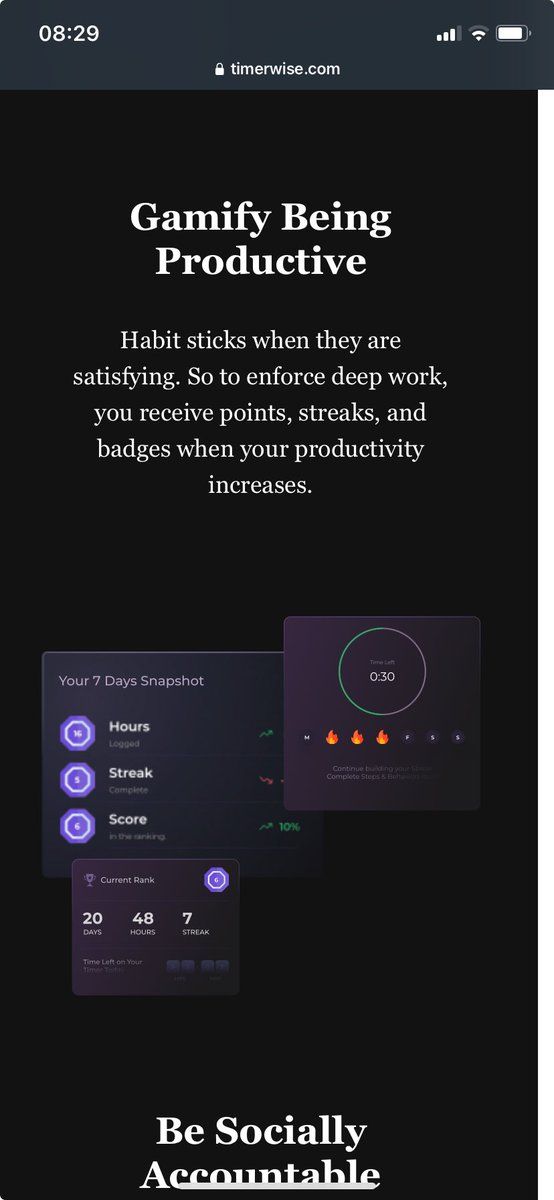 08:29
timerwise.com
Gamify Being
Productive
Habit sticks when they are
satisfying. So to enforce deep work,
you receive points, streaks, and
badges when your productivity
increases.
Your 7 Days Snapshot
16
Hours
Logged
5
Streak
Complete
6
Score
in the ranking.
10%
Time Left
0:30
M
F
S
S
Continue building your
Complete Steps &
Current Rank
6
20
48
7
DAYS
HOURS
STREAK
Time Left on Your
Timer Today
Be Socially
Accountable